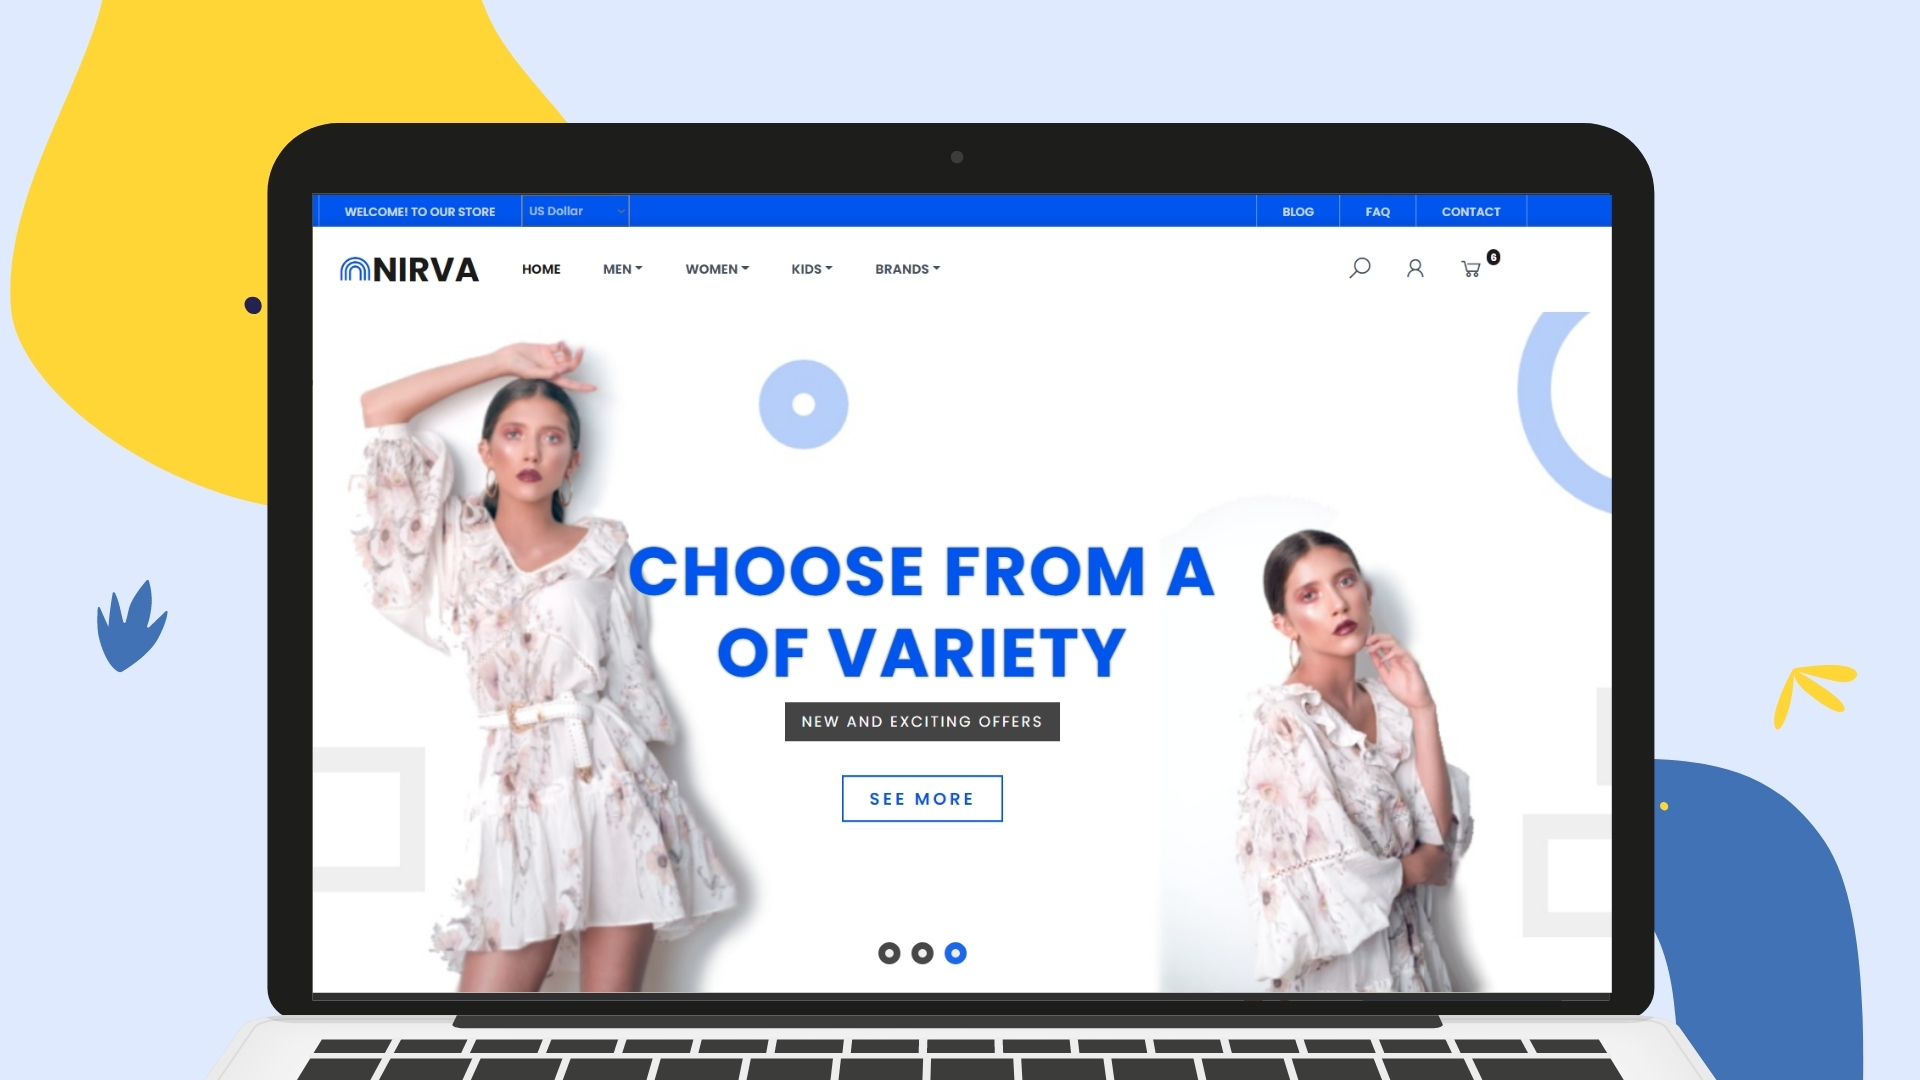 WELCOME! TO OUR STORE US Dollar BLOG FAQ CONTACT
NIRVA HOME MEN WOMEN KIDS BRANDS 6
CHOOSE FROM A
OF VARIETY
NEW AND EXCITING OFFERS
SEE MORE